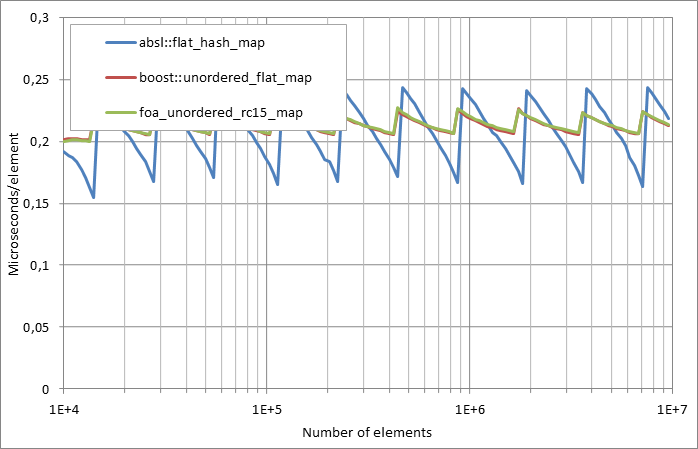 0,3
absl::flat_hash_map
0,25
boost::unordered_flat_map
foa_unordered_rc15_map
0,2
Microseconds/element
0,15
0,1
0,05
0
1E+4 1E+5 1E+6 1E+7
Number of elements